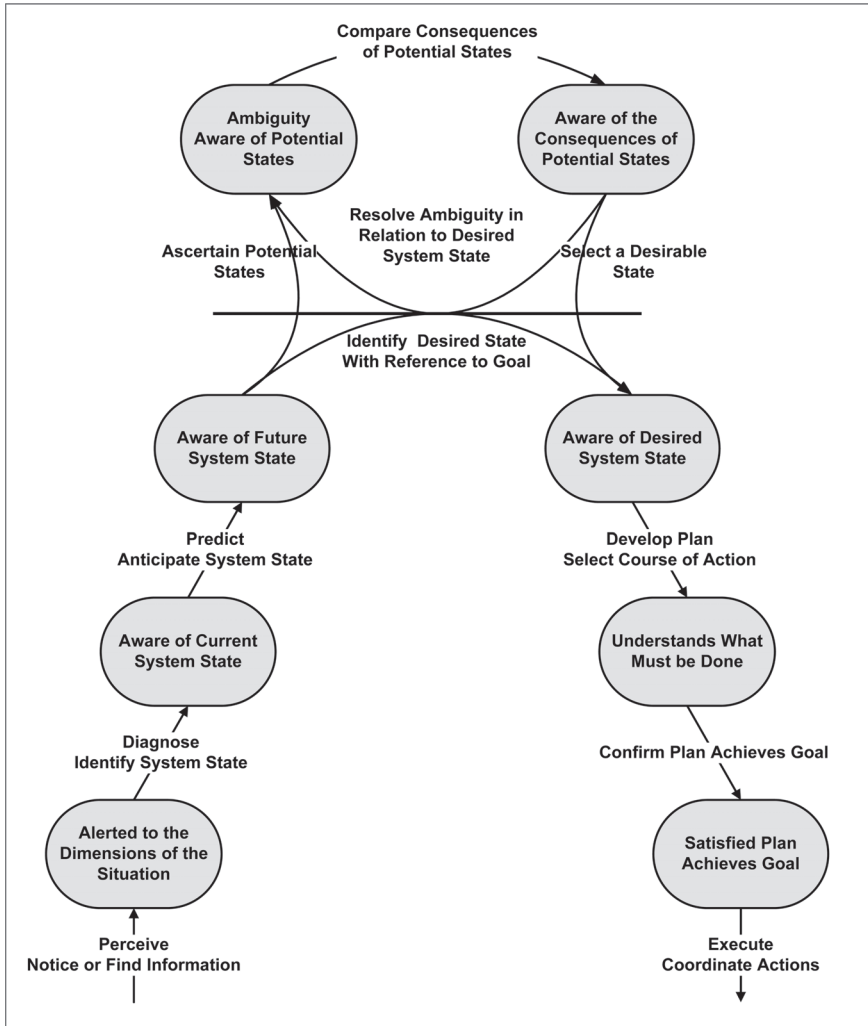 Compare Consequences
of Potential States
Ambiguity
Aware of Potential
States
Aware of the
Consequences of
Potential States
Resolve Ambiguity in
Relation to Desired
System State
Ascertain Potential
States
Select a Desirable
State
Identify Desired State
With Reference to Goal
Aware of Future
System State
Aware of Desired
System State
Predict
Anticipate System State
Develop Plan
Select Course of Action
Aware of Current
System State
Understands What
Must be Done
Diagnose
Identify System State
Confirm Plan Achieves Goal
Alerted to the
Dimensions of the
Situation
Satisfied Plan
Achieves Goal
Perceive
Notice or Find Information
Execute
Coordinate Actions